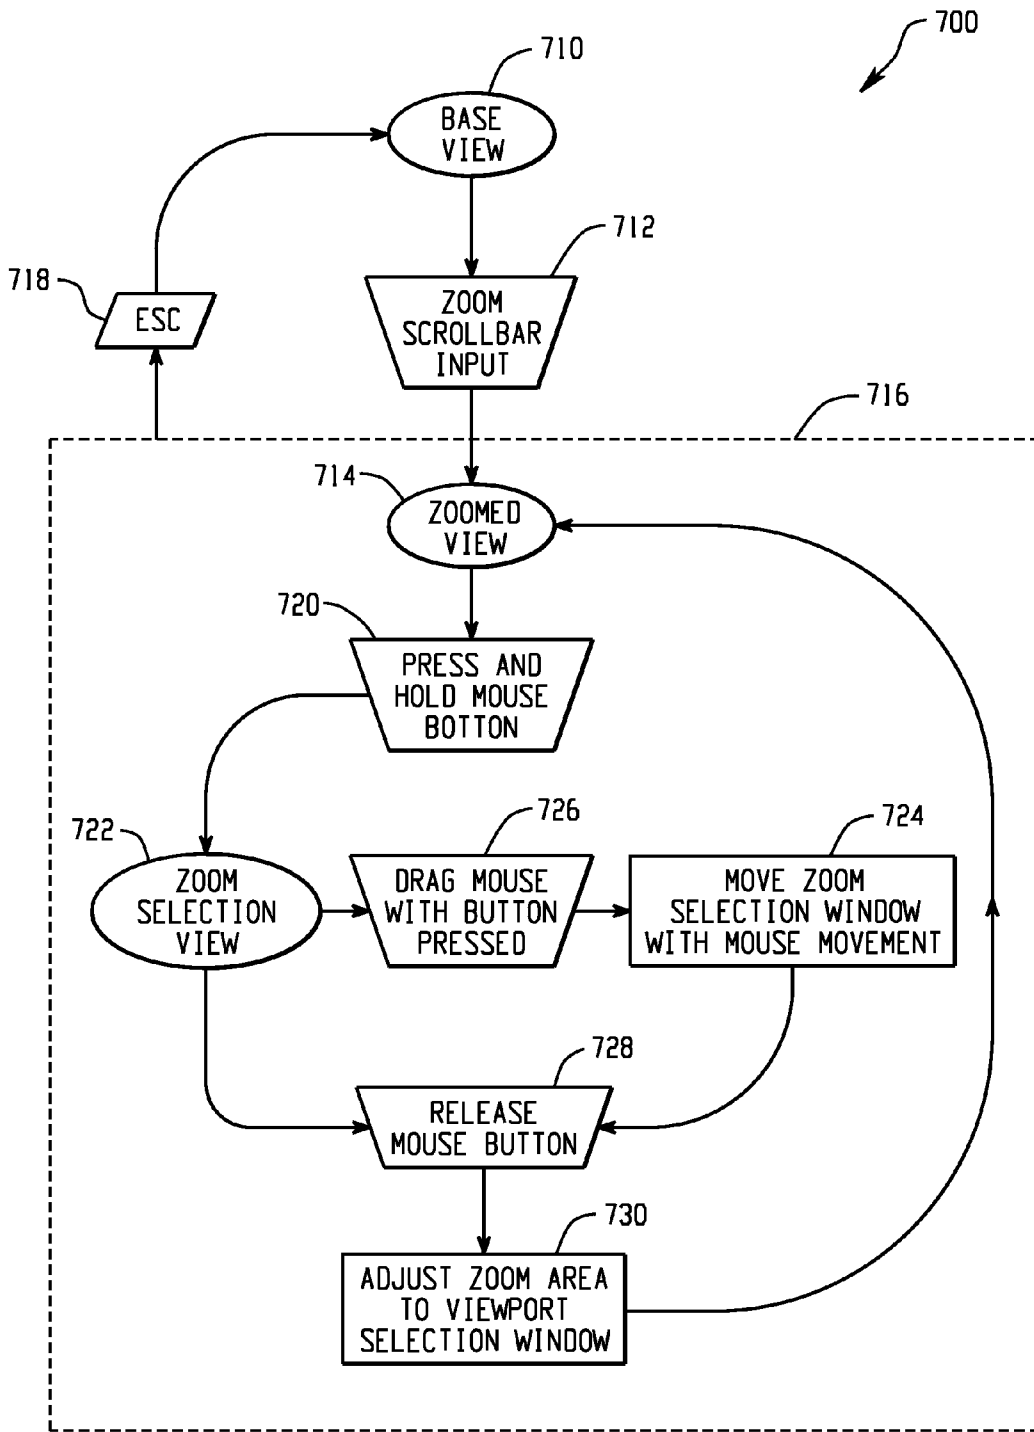 700
710
BASE
VIEW
712
718
ESC
ZOOM
SCROLLBAR
INPUT
716
714
ZOOMED
VIEW
720
PRESS AND
HOLD MOUSE
BOTTON
722
726
724
ZOOM
SELECTION
VIEW
DRAG MOUSE
WITH BUTTON
PRESSED
MOVE ZOOM
SELECTION WINDOW
WITH MOUSE MOVEMENT
728
RELEASE
MOUSE BUTTON
730
ADJUST ZOOM AREA
TO VIEWPORT
SELECTION WINDOW